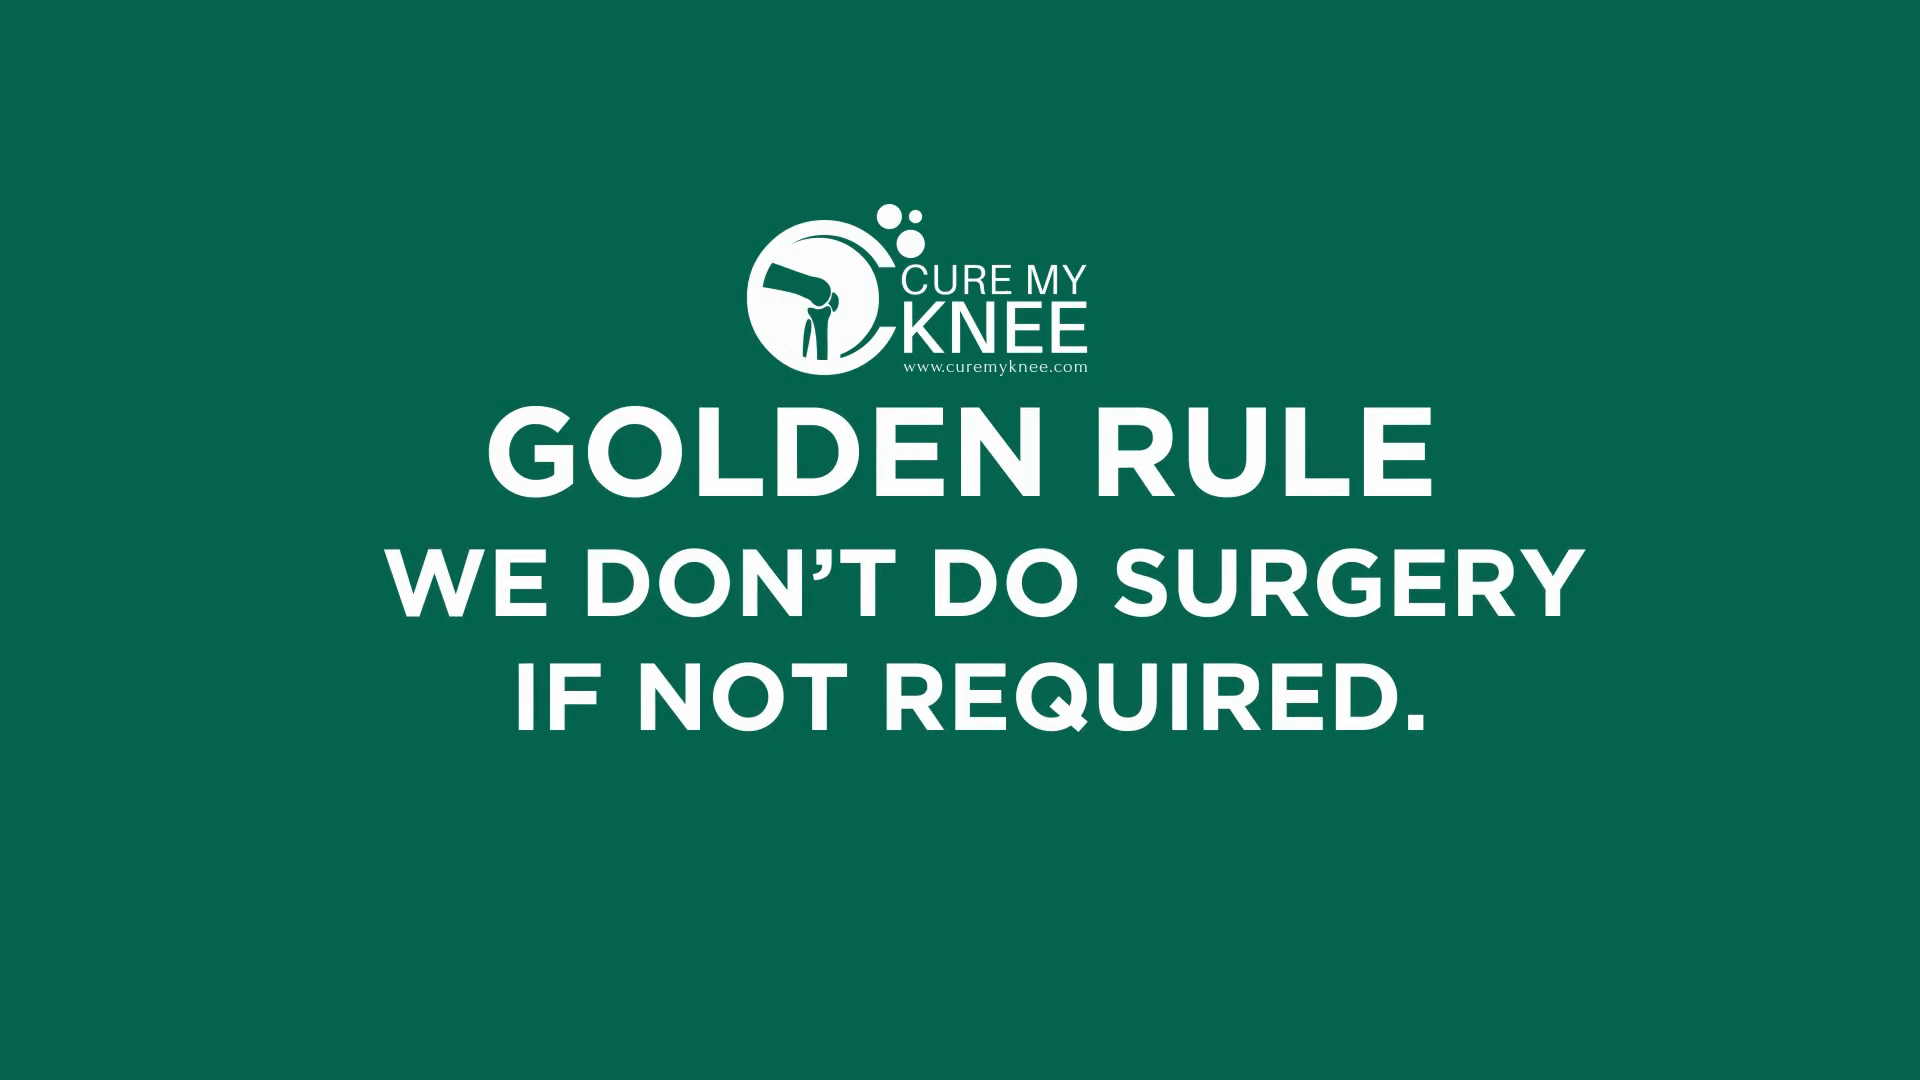 CURE MY
KNEE
www.curemyknee.com
GOLDEN RULE
WE DON’T DO SURGERY
IF NOT REQUIRED.